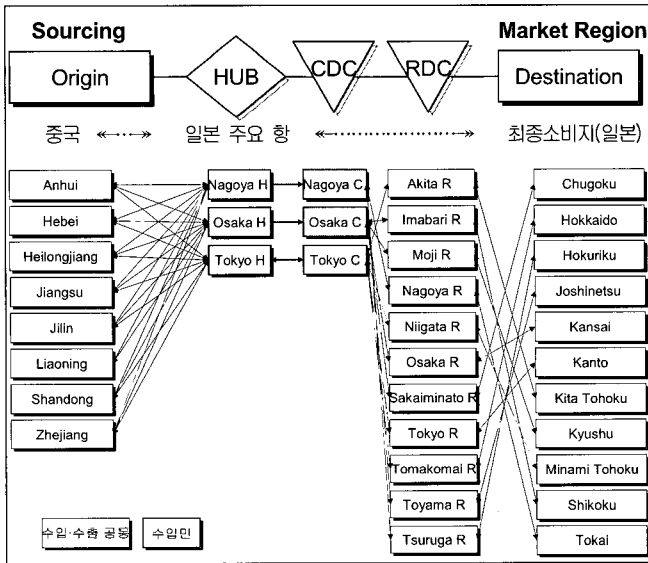 Sourcing
Market Region
Origin
HUB
CDC
RDC
Destination
중국
일본 주요 항
최종소비지(일본)
Anhui
Nagoya H
Nagoya C
Akita R
Chugoku
Hebei
Osaka H
Osaka C
Imabari R
Hokkaido
Heilongjiang
Tokyo H
Tokyo C
Moji R
Hokuriku
Jiangsu
Nagoya R
Joshinetsu
Jilin
Niigata R
Kansai
Liaoning
Osaka R
Kanto
Shandong
Sakaiminato R
Kita Tohoku
Zhejiang
Tokyo R
Kyushu
Tomakomai R
Minami Tohoku
Toyama R
Shikoku
Tsuruga R
Tokai
수입·수출 공용
수입만